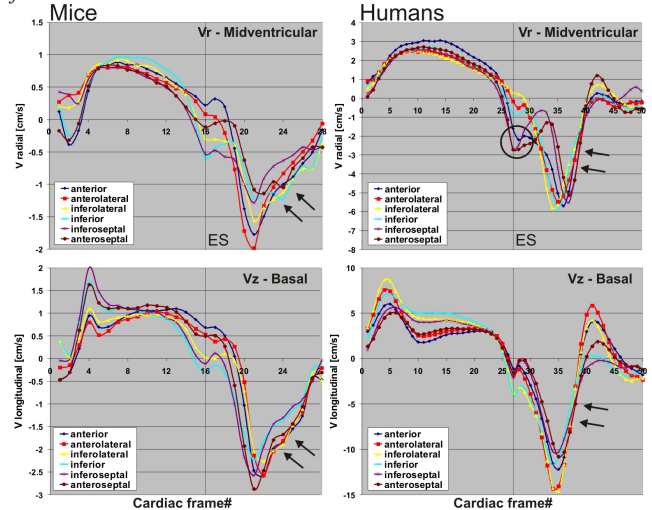 Mice
Humans
Vr - Midventricular
V radial [cm/s]
1.5
1
0.5
0
-0.5
-1
-1.5
-2
0 4 8 12 16 20 24 28
anterior
anterolateral
inferolateral
inferior
inferoseptal
anteroseptal
ES
Vr - Midventricular
V radial [cm/s]
4
3
2
1
0
-1
-2
-3
-4
-5
-6
-7
-8
0 5 10 15 20 25 30 35 40 45 50
anterior
anterolateral
inferolateral
inferior
inferoseptal
anteroseptal
ES
Vz - Basal
V longitudinal [cm/s]
2
1.5
1
0.5
0
-0.5
-1
-1.5
-2
-2.5
-3
0 4 8 12 16 20 24 28
anterior
anterolateral
inferolateral
inferior
inferoseptal
anteroseptal
Cardiac frame#
Vz - Basal
V longitudinal [cm/s]
10
5
0
-5
-10
-15
0 5 10 15 20 25 30 35 40 45 50
anterior
anterolateral
inferolateral
inferior
inferoseptal
anteroseptal
Cardiac frame#